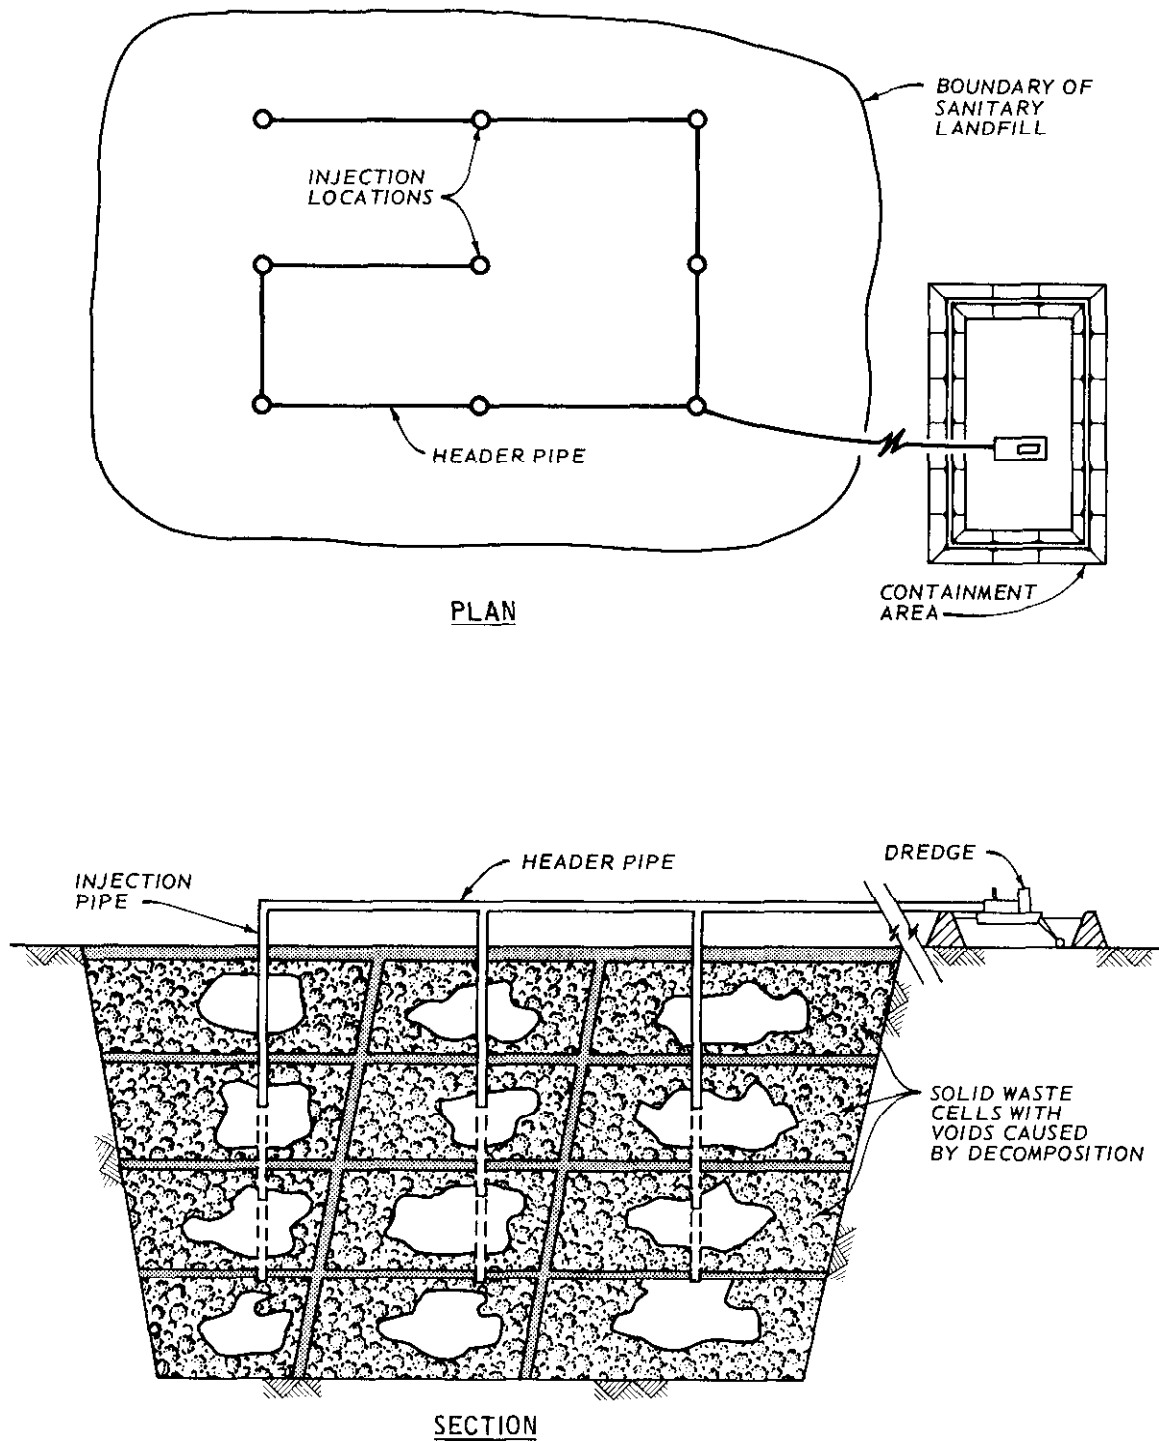 BOUNDARY OF
SANITARY
LANDFILL
INJECTION
LOCATIONS
HEADER PIPE
CONTAINMENT
AREA
PLAN
HEADER PIPE
DREDGE
INJECTION
PIPE
SOLID WASTE
CELLS WITH
VOIDS CAUSED
BY DECOMPOSITION
SECTION